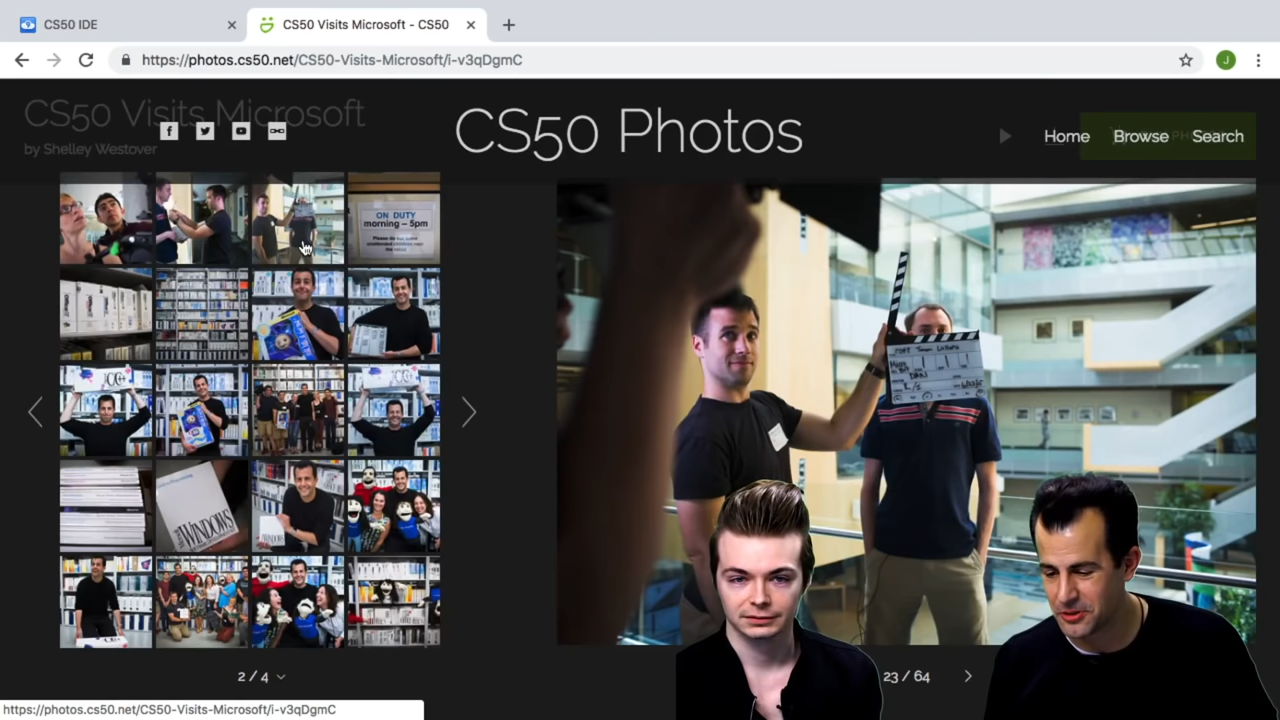 CS50 IDE
CS50 Visits Microsoft - CS50
https://photos.cs50.net/CS50-Visits-Microsoft/i-v3qDgmC
J
CS50 Visits Microsoft
by Shelley Westover
CS50 Photos
Home
Browse
Search
ON DUTY
morning – 5pm
WINDOWS
2 / 4
23 / 64
https://photos.cs50.net/CS50-Visits-Microsoft/i-v3qDgmC